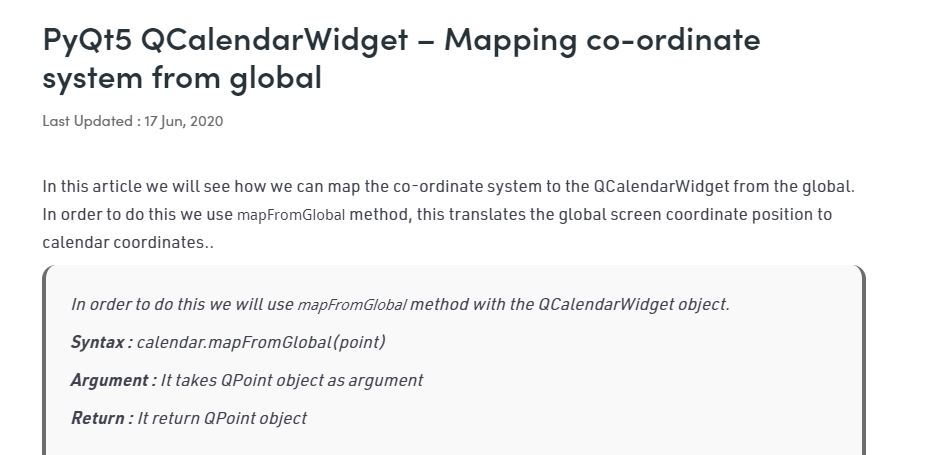 PyQt5 QCalendarWidget – Mapping co-ordinate
system from global
Last Updated : 17 Jun, 2020
In this article we will see how we can map the co-ordinate system to the QCalendarWidget from the global.
In order to do this we use mapFromGlobal method, this translates the global screen coordinate position to
calendar coordinates..
In order to do this we will use mapFromGlobal method with the QCalendarWidget object.
Syntax : calendar.mapFromGlobal(point)
Argument : It takes QPoint object as argument
Return : It return QPoint object